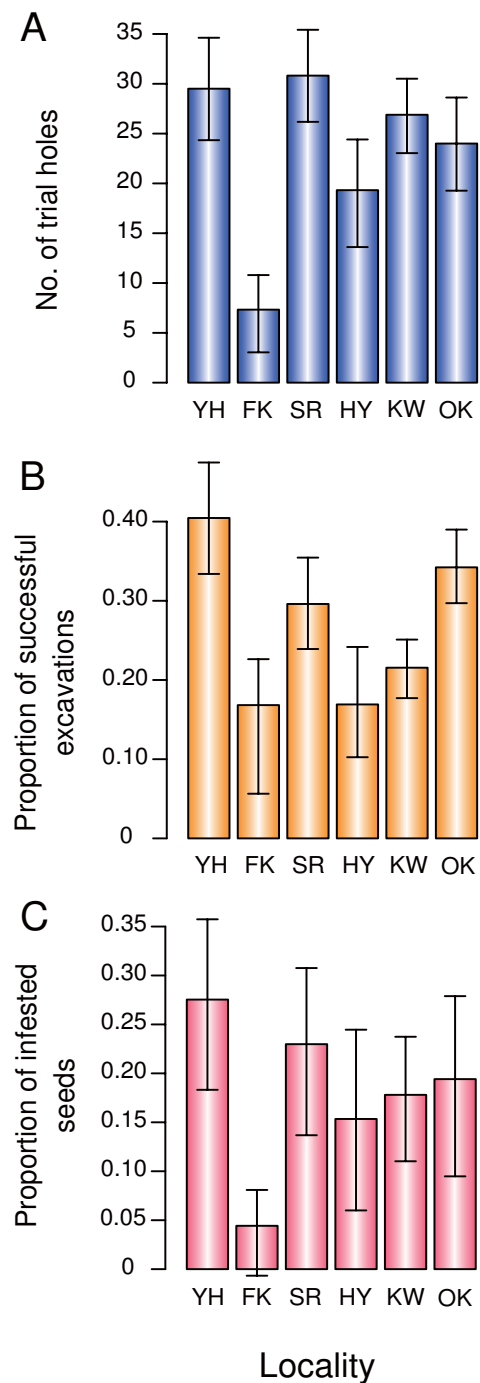 A
No. of trial holes
35
30
25
20
15
10
5
0
YH FK SR HY KW OK
B
Proportion of successful
excavations
0.40
0.30
0.20
0.10
0
YH FK SR HY KW OK
C
Proportion of infested
seeds
0.35
0.30
0.25
0.20
0.15
0.10
0.05
0
YH FK SR HY KW OK
Locality